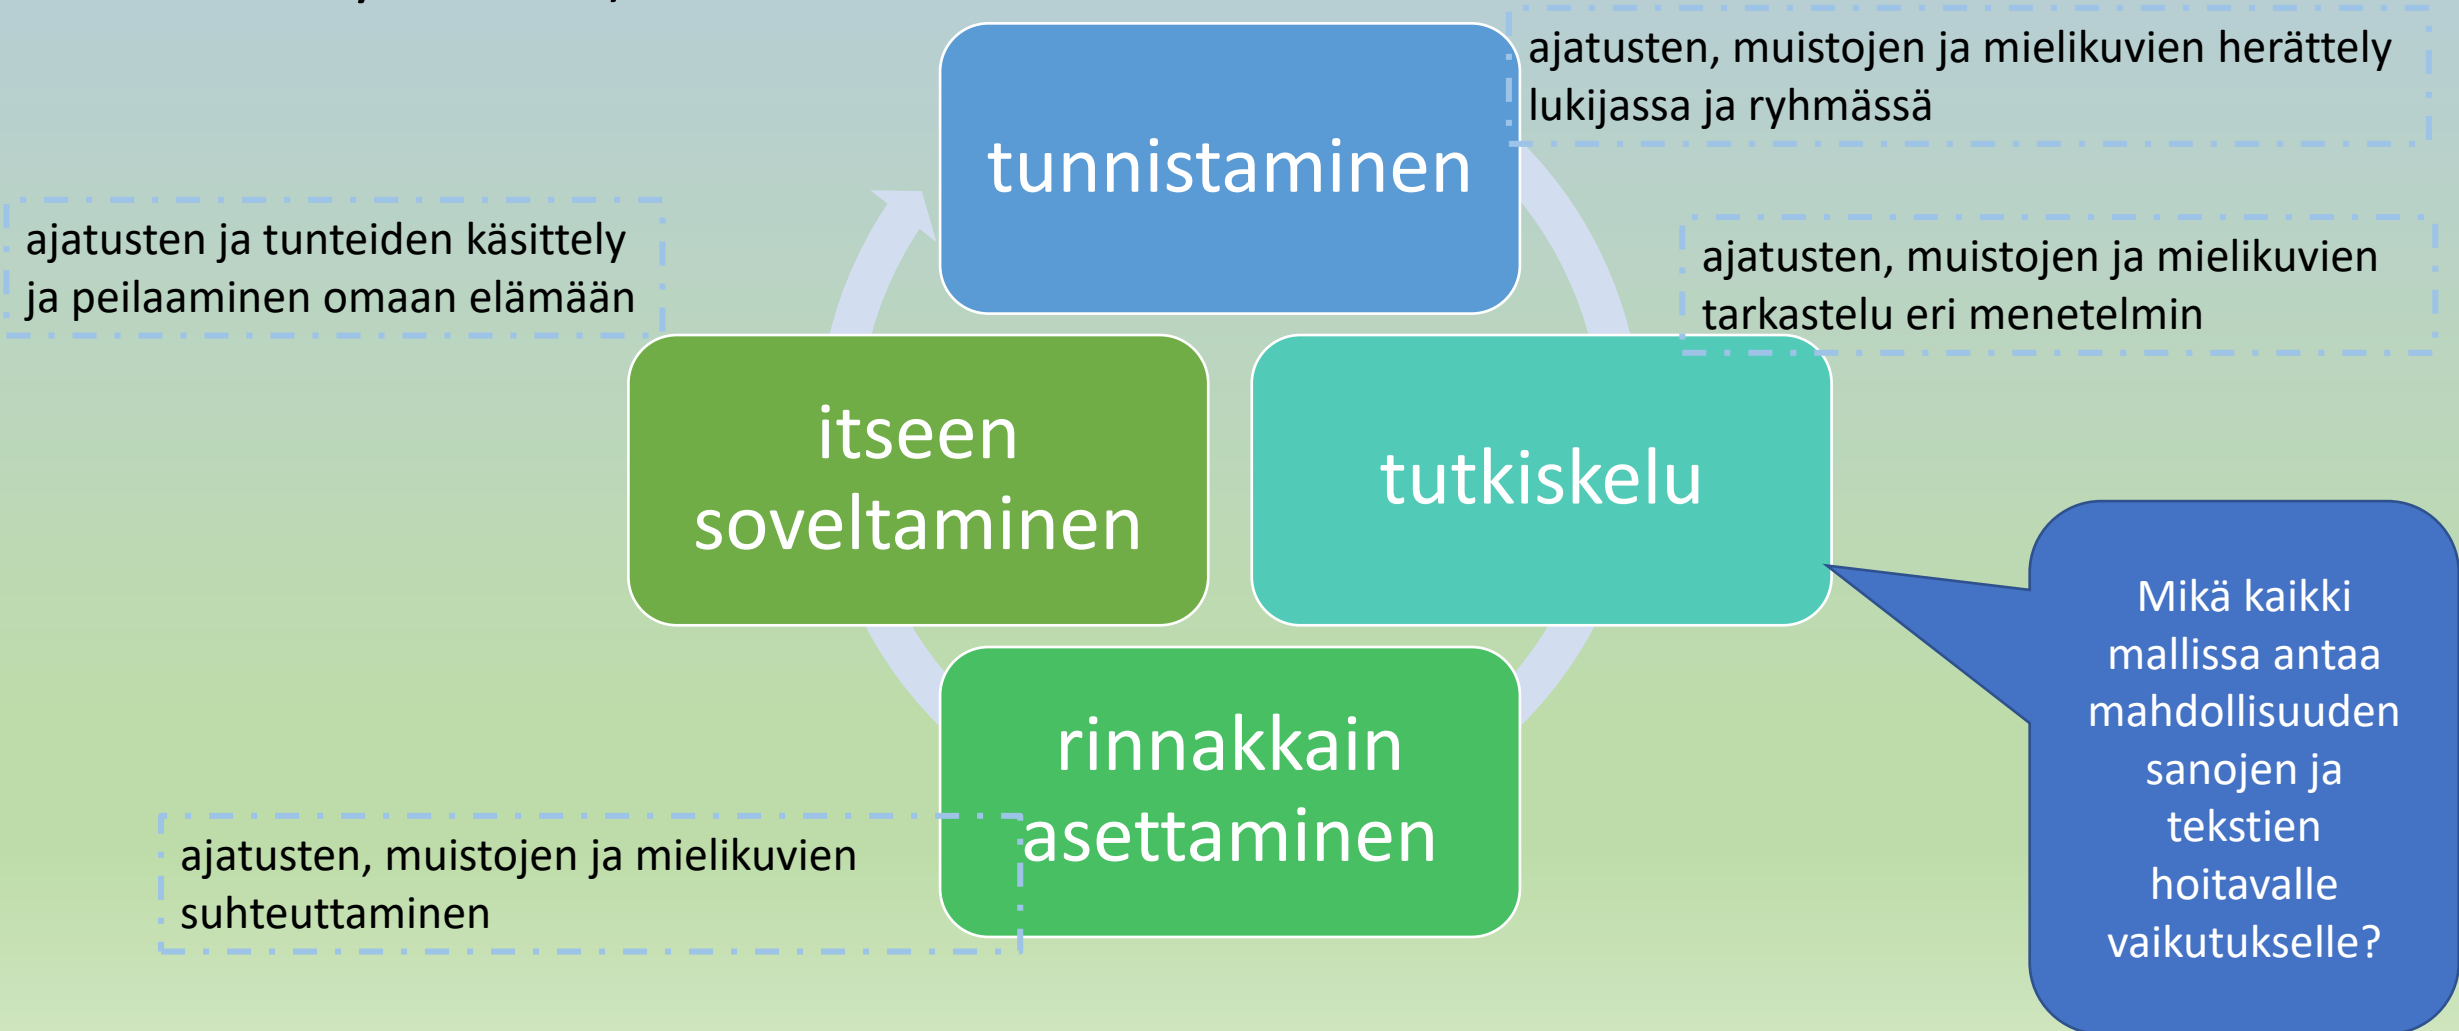 tunnistaminen
ajatusten, muistojen ja mielikuvien herättely
lukijassa ja ryhmässä
ajatusten, muistojen ja mielikuvien
tarkastelu eri menetelmin
tutkiskelu
Mikä kaikki
mallissa antaa
mahdollisuuden
sanojen ja
tekstien
hoitavalle
vaikutukselle?
rinnakkain
asettaminen
ajatusten, muistojen ja mielikuvien
suhteuttaminen
itseen
soveltaminen
ajatusten ja tunteiden käsittely
ja peilaaminen omaan elämään